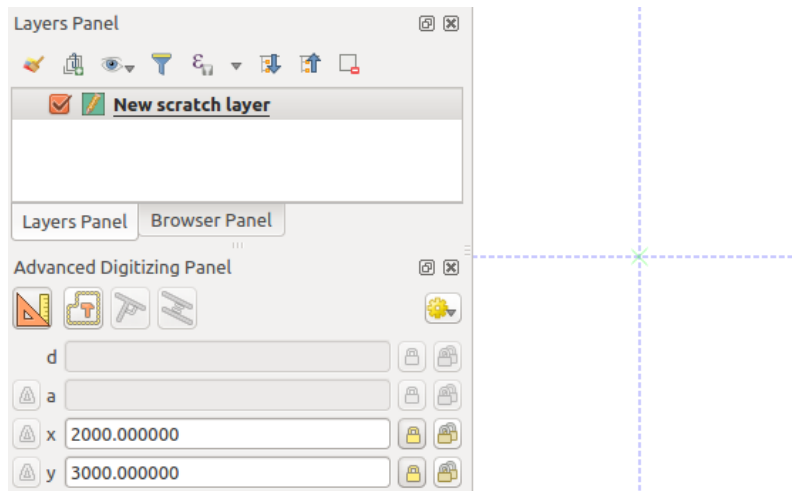 Layers Panel
New scratch layer
Layers Panel
Browser Panel
Advanced Digitizing Panel
d
a
x 2000.000000
y 3000.000000